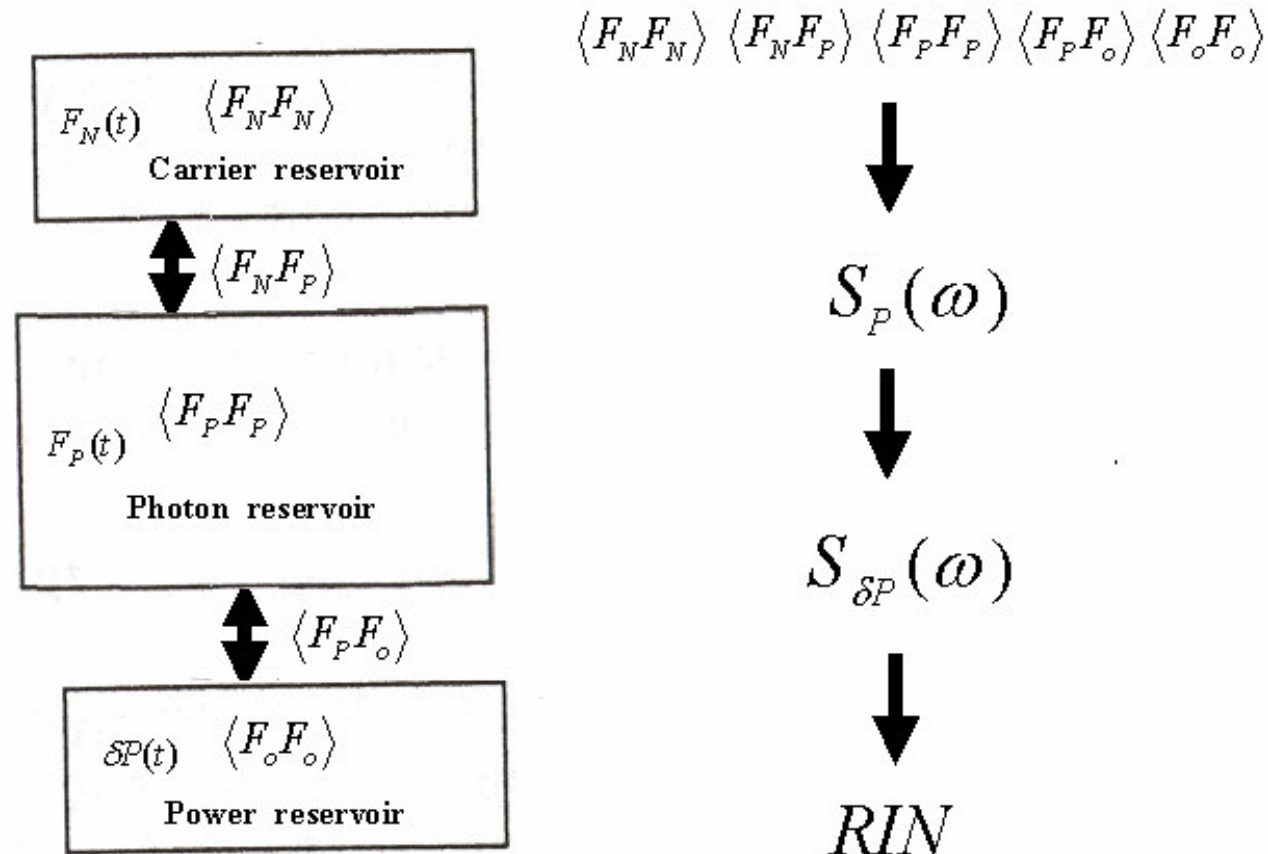 F_N(t) ⟨F_N F_N⟩
Carrier reservoir
⟨F_N F_P⟩
F_P(t) ⟨F_P F_P⟩
Photon reservoir
⟨F_P F_o⟩
δP(t) ⟨F_o F_o⟩
Power reservoir
⟨F_N F_N⟩ ⟨F_N F_P⟩ ⟨F_P F_P⟩ ⟨F_P F_o⟩ ⟨F_o F_o⟩
S_P(ω)
S_δP(ω)
RIN